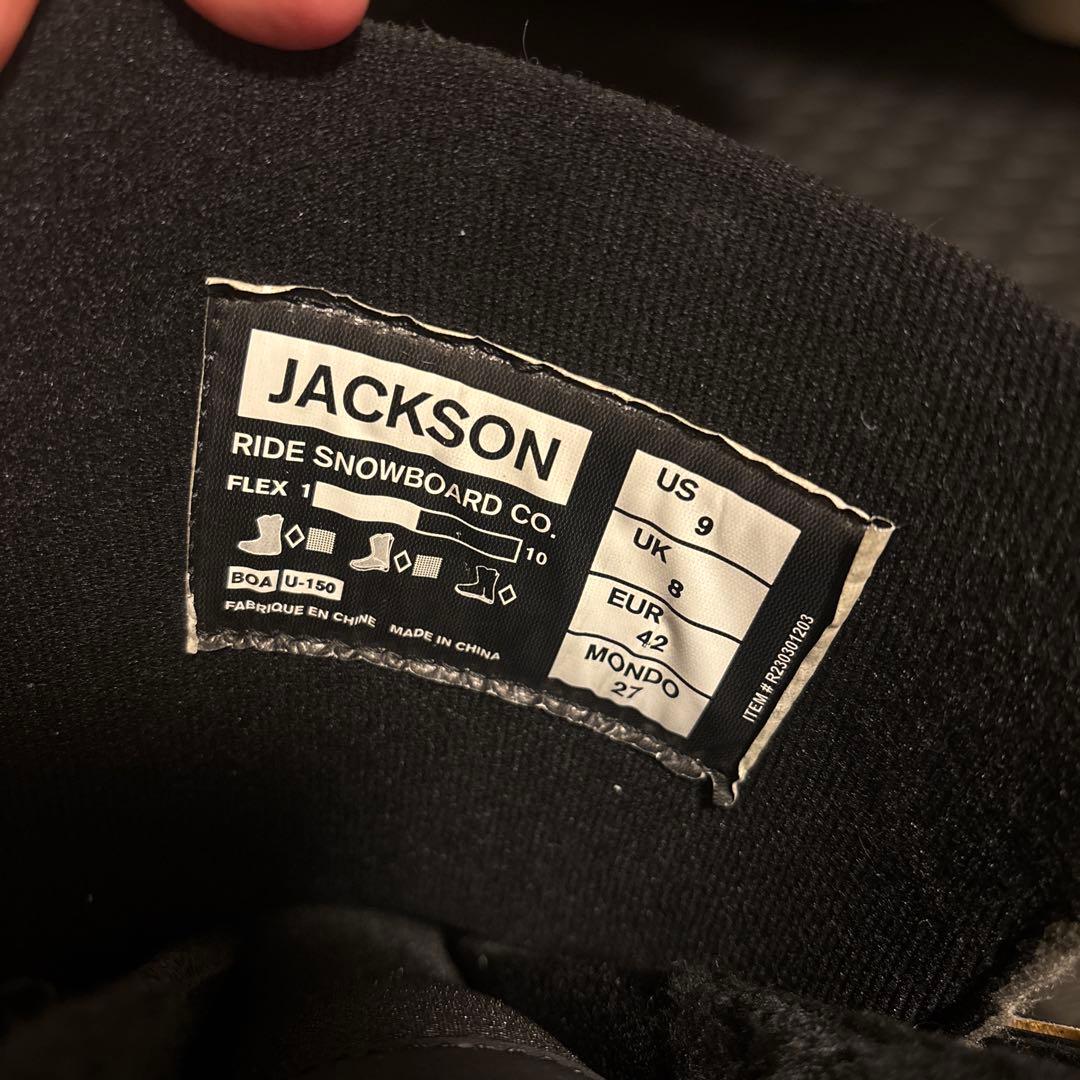 JACKSON
RIDE SNOWBOARD CO.
FLEX 1 10
BOA U-150
FABRIQUE EN CHINE MADE IN CHINA
US
9
UK
8
EUR
42
MONDO
27
ITEM # R230301203